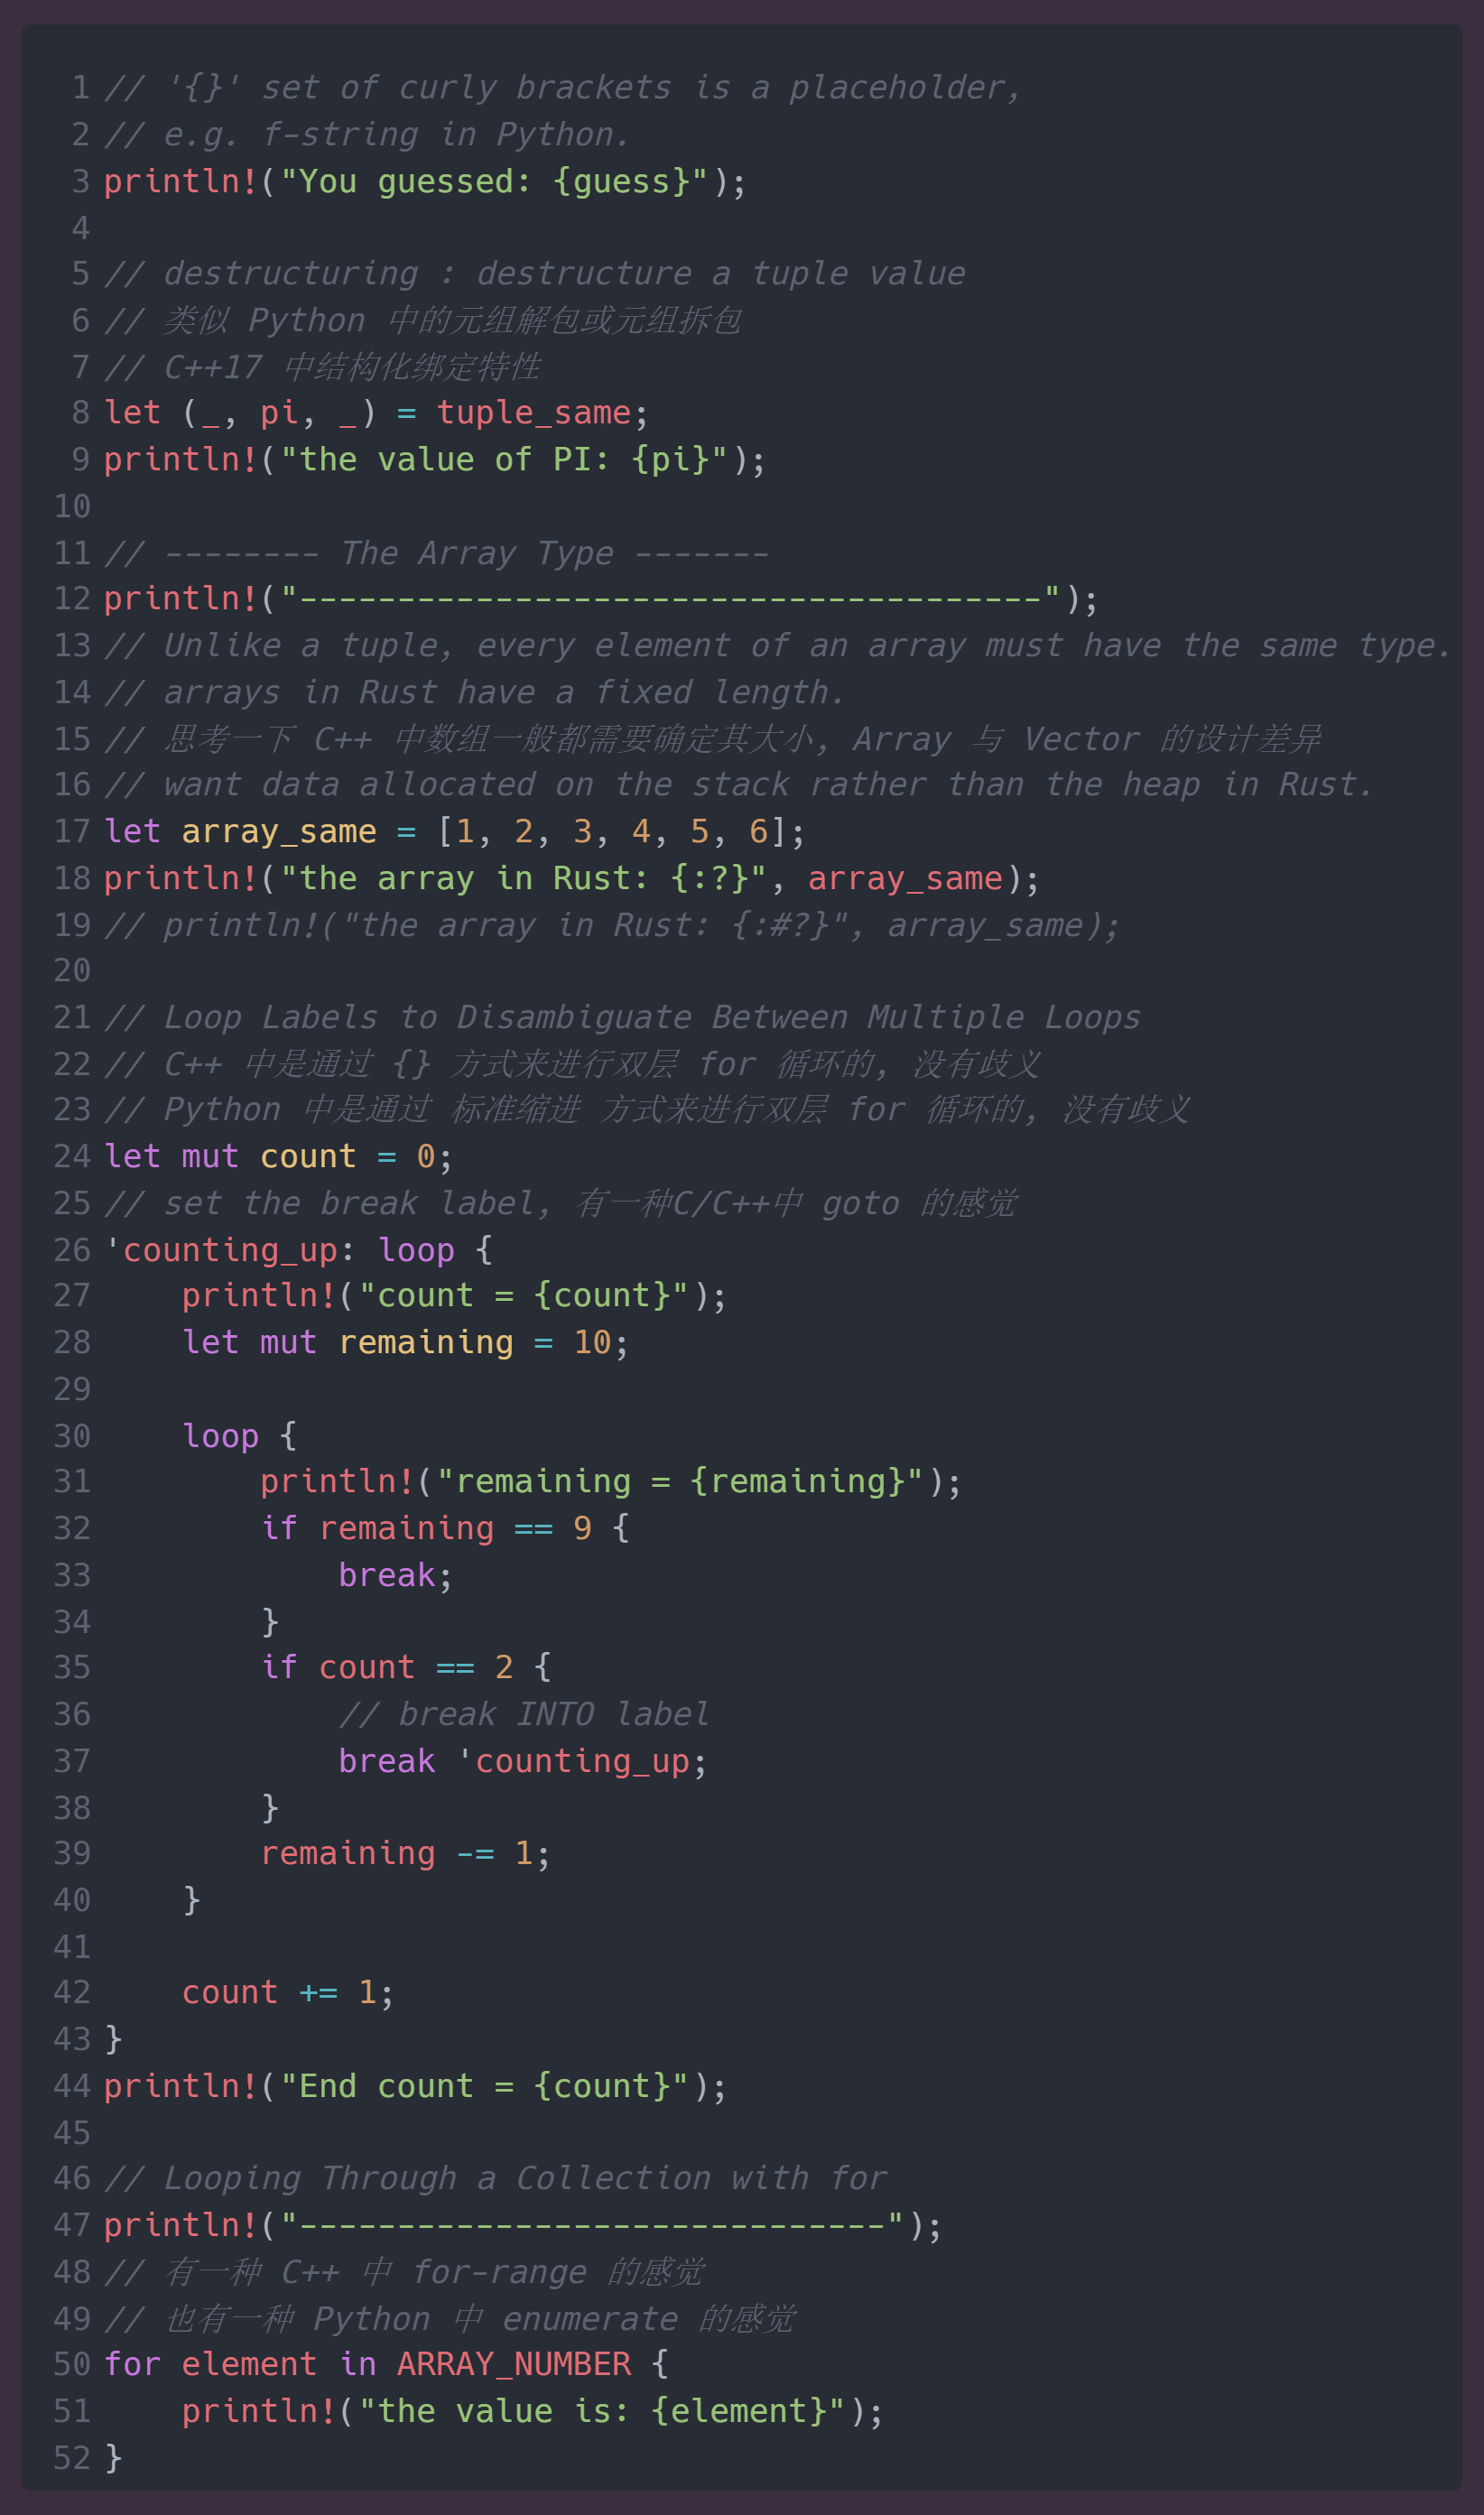 1 // '{}' set of curly brackets is a placeholder,
2 // e.g. f-string in Python.
3 println!("You guessed: {guess}");
4
5 // destructuring : destructure a tuple value
6 // 类似 Python 中的元组解包或元组拆包
7 // C++17 中结构化绑定特性
8 let (_, pi, _) = tuple_same;
9 println!("the value of PI: {pi}");
10
11 // -------- The Array Type -------
12 println!("--------------------------------------");
13 // Unlike a tuple, every element of an array must have the same type.
14 // arrays in Rust have a fixed length.
15 // 思考一下 C++ 中数组一般都需要确定其大小, Array 与 Vector 的设计差异
16 // want data allocated on the stack rather than the heap in Rust.
17 let array_same = [1, 2, 3, 4, 5, 6];
18 println!("the array in Rust: {:?}", array_same);
19 // println!("the array in Rust: {:#?}", array_same);
20
21 // Loop Labels to Disambiguate Between Multiple Loops
22 // C++ 中是通过 {} 方式来进行双层 for 循环的, 没有歧义
23 // Python 中是通过 标准缩进 方式来进行双层 for 循环的, 没有歧义
24 let mut count = 0;
25 // set the break label, 有一种C/C++中 goto 的感觉
26 'counting_up: loop {
27     println!("count = {count}");
28     let mut remaining = 10;
29
30     loop {
31         println!("remaining = {remaining}");
32         if remaining == 9 {
33             break;
34         }
35         if count == 2 {
36             // break INTO label
37             break 'counting_up;
38         }
39         remaining -= 1;
40     }
41
42     count += 1;
43 }
44 println!("End count = {count}");
45
46 // Looping Through a Collection with for
47 println!("------------------------------");
48 // 有一种 C++ 中 for-range 的感觉
49 // 也有一种 Python 中 enumerate 的感觉
50 for element in ARRAY_NUMBER {
51     println!("the value is: {element}");
52 }